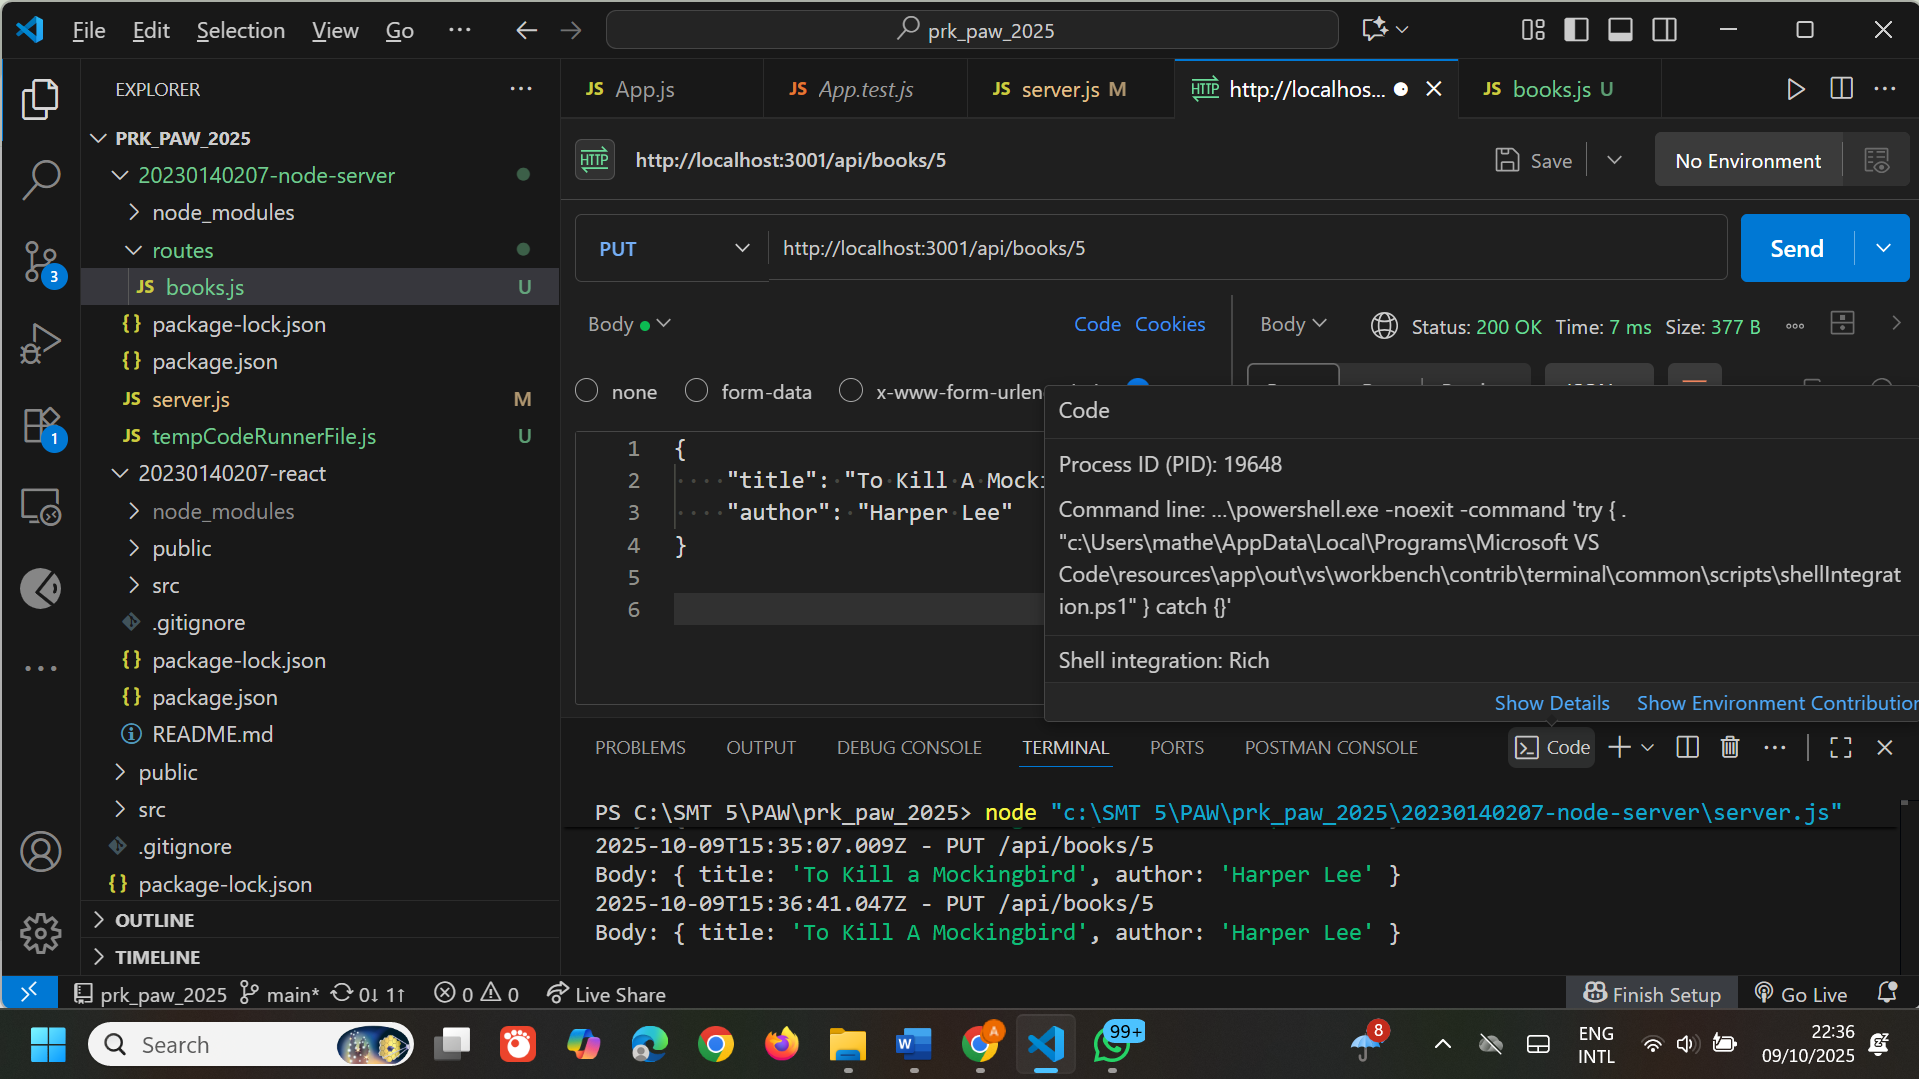 File Edit Selection View Go ··· prk_paw_2025
EXPLORER ···
JS App.js
JS App.test.js
JS server.js M
HTTP http://localhos...
JS books.js U
PRK_PAW_2025
20230140207-node-server
node_modules
routes
JS books.js U
{} package-lock.json
{} package.json
JS server.js M
JS tempCodeRunnerFile.js U
20230140207-react
node_modules
public
src
.gitignore
{} package-lock.json
{} package.json
README.md
public
src
.gitignore
{} package-lock.json
OUTLINE
TIMELINE
3
1
HTTP http://localhost:3001/api/books/5
Save
No Environment
PUT http://localhost:3001/api/books/5
Send
Body Code Cookies
Body Status: 200 OK Time: 7 ms Size: 377 B
none form-data
1 {
2 "title": "To Kill A
3 "author": "Harper Lee"
4 }
5
6
Code
Process ID (PID): 19648
Command line: ...\powershell.exe -noexit -command 'try { .
"c:\Users\mathe\AppData\Local\Programs\Microsoft VS
Code\resources\app\out\vs\workbench\contrib\terminal\common\scripts\shellIntegrat
ion.ps1" } catch {}'
Shell integration: Rich
Show Details Show Environment
PROBLEMS OUTPUT DEBUG CONSOLE TERMINAL PORTS POSTMAN CONSOLE Code
PS C:\SMT 5\PAW\prk_paw_2025> node "c:\SMT 5\PAW\prk_paw_2025\20230140207-node-server\server.js"
2025-10-09T15:35:07.009Z - PUT /api/books/5
Body: { title: 'To Kill a Mockingbird', author: 'Harper Lee' }
2025-10-09T15:36:41.047Z - PUT /api/books/5
Body: { title: 'To Kill A Mockingbird', author: 'Harper Lee' }
prk_paw_2025 main* 0↓ 1↑ 0 0 Live Share Finish Setup Go Live
Search
W
A
99+
8
ENG
INTL
22:36
09/10/2025